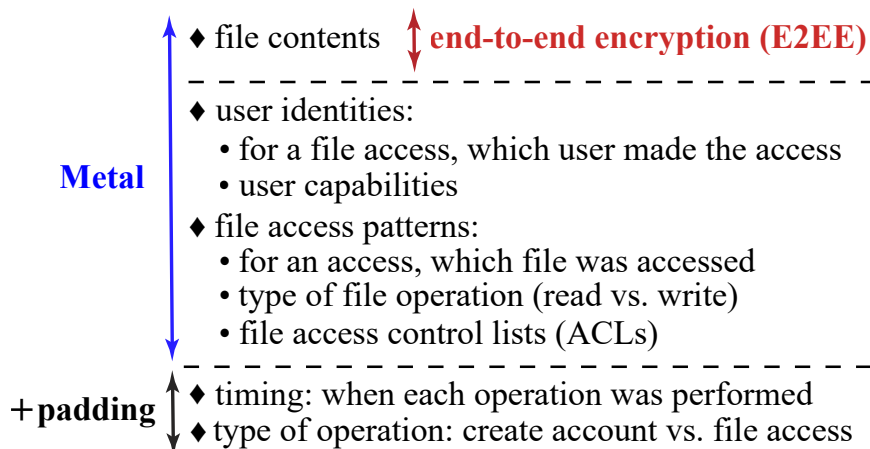 ♦ file contents end-to-end encryption (E2EE)
♦ user identities:
• for a file access, which user made the access
Metal
• user capabilities
♦ file access patterns:
• for an access, which file was accessed
• type of file operation (read vs. write)
• file access control lists (ACLs)
♦ timing: when each operation was performed
+padding
♦ type of operation: create account vs. file access